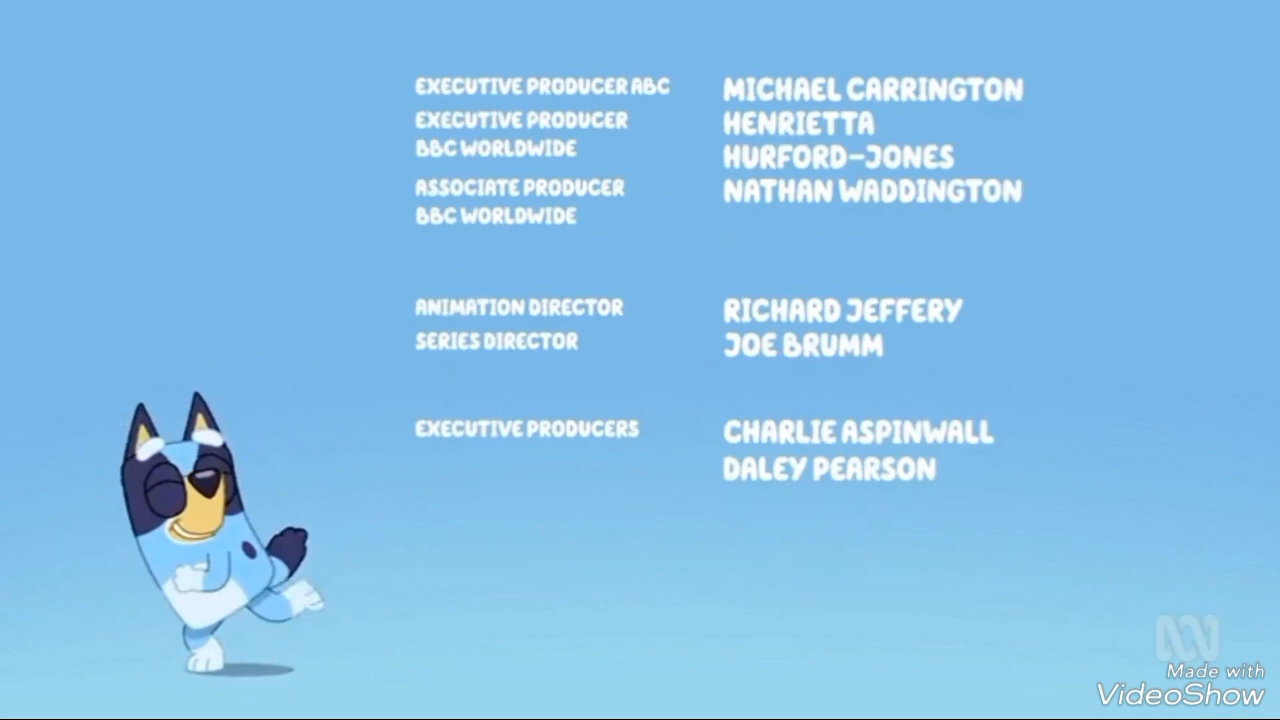 EXECUTIVE PRODUCER ABC MICHAEL CARRINGTON
EXECUTIVE PRODUCER HENRIETTA
BBC WORLDWIDE HURFORD-JONES
ASSOCIATE PRODUCER NATHAN WADDINGTON
BBC WORLDWIDE
ANIMATION DIRECTOR RICHARD JEFFERY
SERIES DIRECTOR JOE BRUMM
EXECUTIVE PRODUCERS CHARLIE ASPINWALL
DALEY PEARSON
Made with
VideoShow